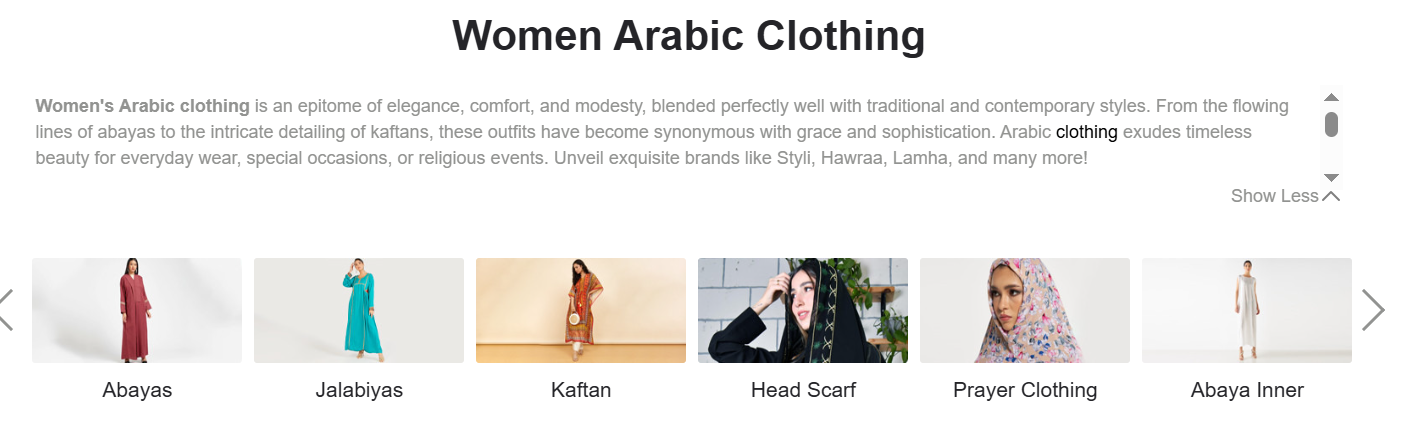 Women Arabic Clothing
Women's Arabic clothing is an epitome of elegance, comfort, and modesty, blended perfectly well with traditional and contemporary styles. From the flowing
lines of abayas to the intricate detailing of kaftans, these outfits have become synonymous with grace and sophistication. Arabic clothing exudes timeless
beauty for everyday wear, special occasions, or religious events. Unveil exquisite brands like Styli, Hawraa, Lamha, and many more!
Show Less
Abayas
Jalabiyas
Kaftan
Head Scarf
Prayer Clothing
Abaya Inner